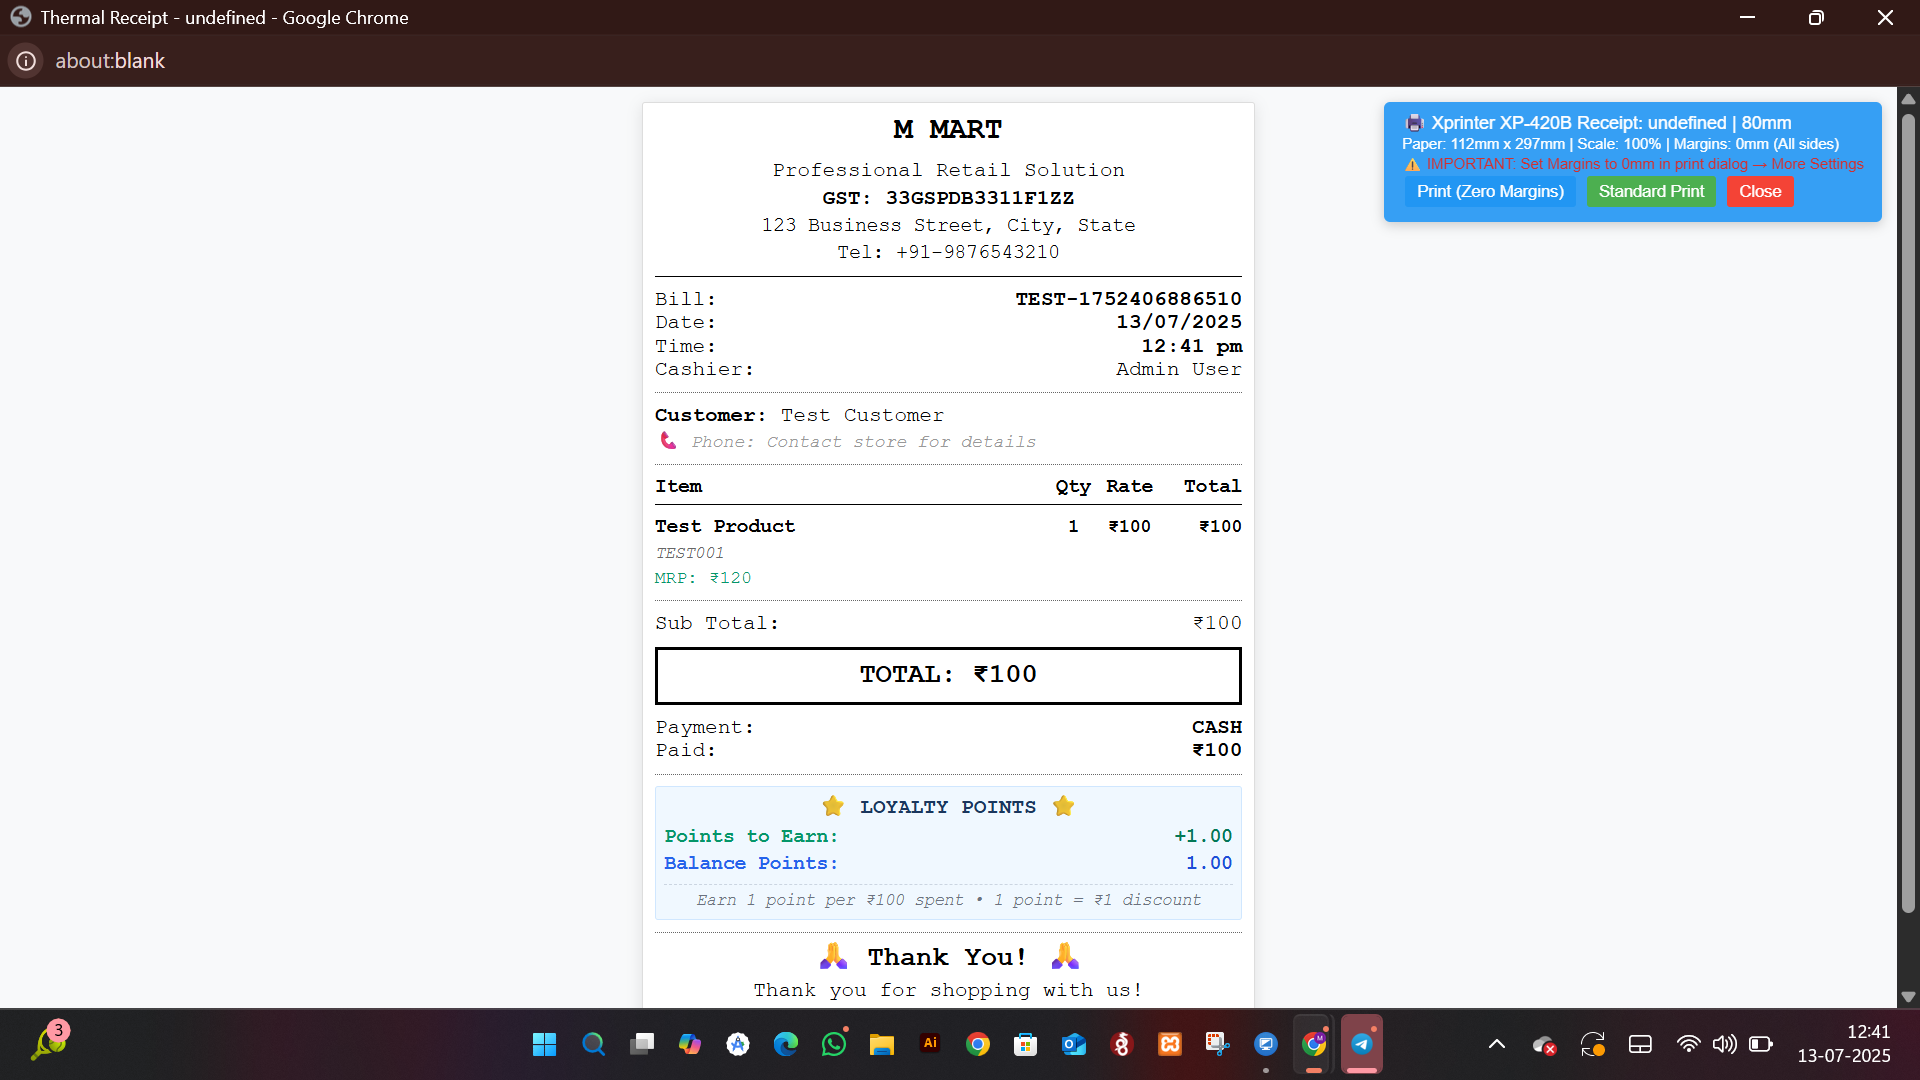 Thermal Receipt - undefined - Google Chrome
about:blank
M MART
Professional Retail Solution
GST: 33GSPDB3311F1ZZ
123 Business Street, City, State
Tel: +91-9876543210
Bill: TEST-1752406886510
Date: 13/07/2025
Time: 12:41 pm
Cashier: Admin User
Customer: Test Customer
Phone: Contact store for details
Item Qty Rate Total
Test Product 1 ₹100 ₹100
TEST001
MRP: ₹120
Sub Total: ₹100
TOTAL: ₹100
Payment: CASH
Paid: ₹100
LOYALTY POINTS
Points to Earn: +1.00
Balance Points: 1.00
Earn 1 point per ₹100 spent • 1 point = ₹1 discount
Thank You!
Thank you for shopping with us!
Xprinter XP-420B Receipt: undefined | 80mm
Paper: 112mm x 297mm | Scale: 100% | Margins: 0mm (All sides)
IMPORTANT: Set Margins to 0mm in print dialog → More Settings
Print (Zero Margins) Standard Print Close
3
Ai
12:41
13-07-2025